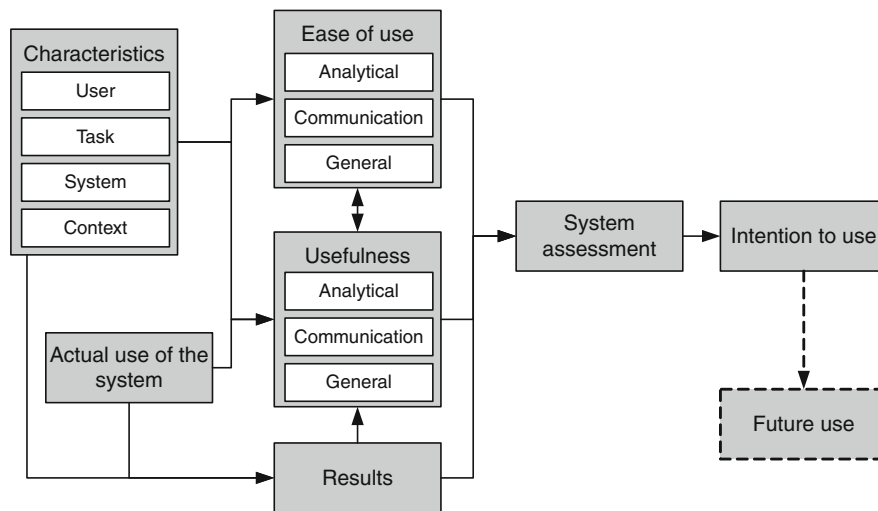 Characteristics
User
Task
System
Context
Actual use of the
system
Ease of use
Analytical
Communication
General
Usefulness
Analytical
Communication
General
Results
System
assessment
Intention to use
Future use